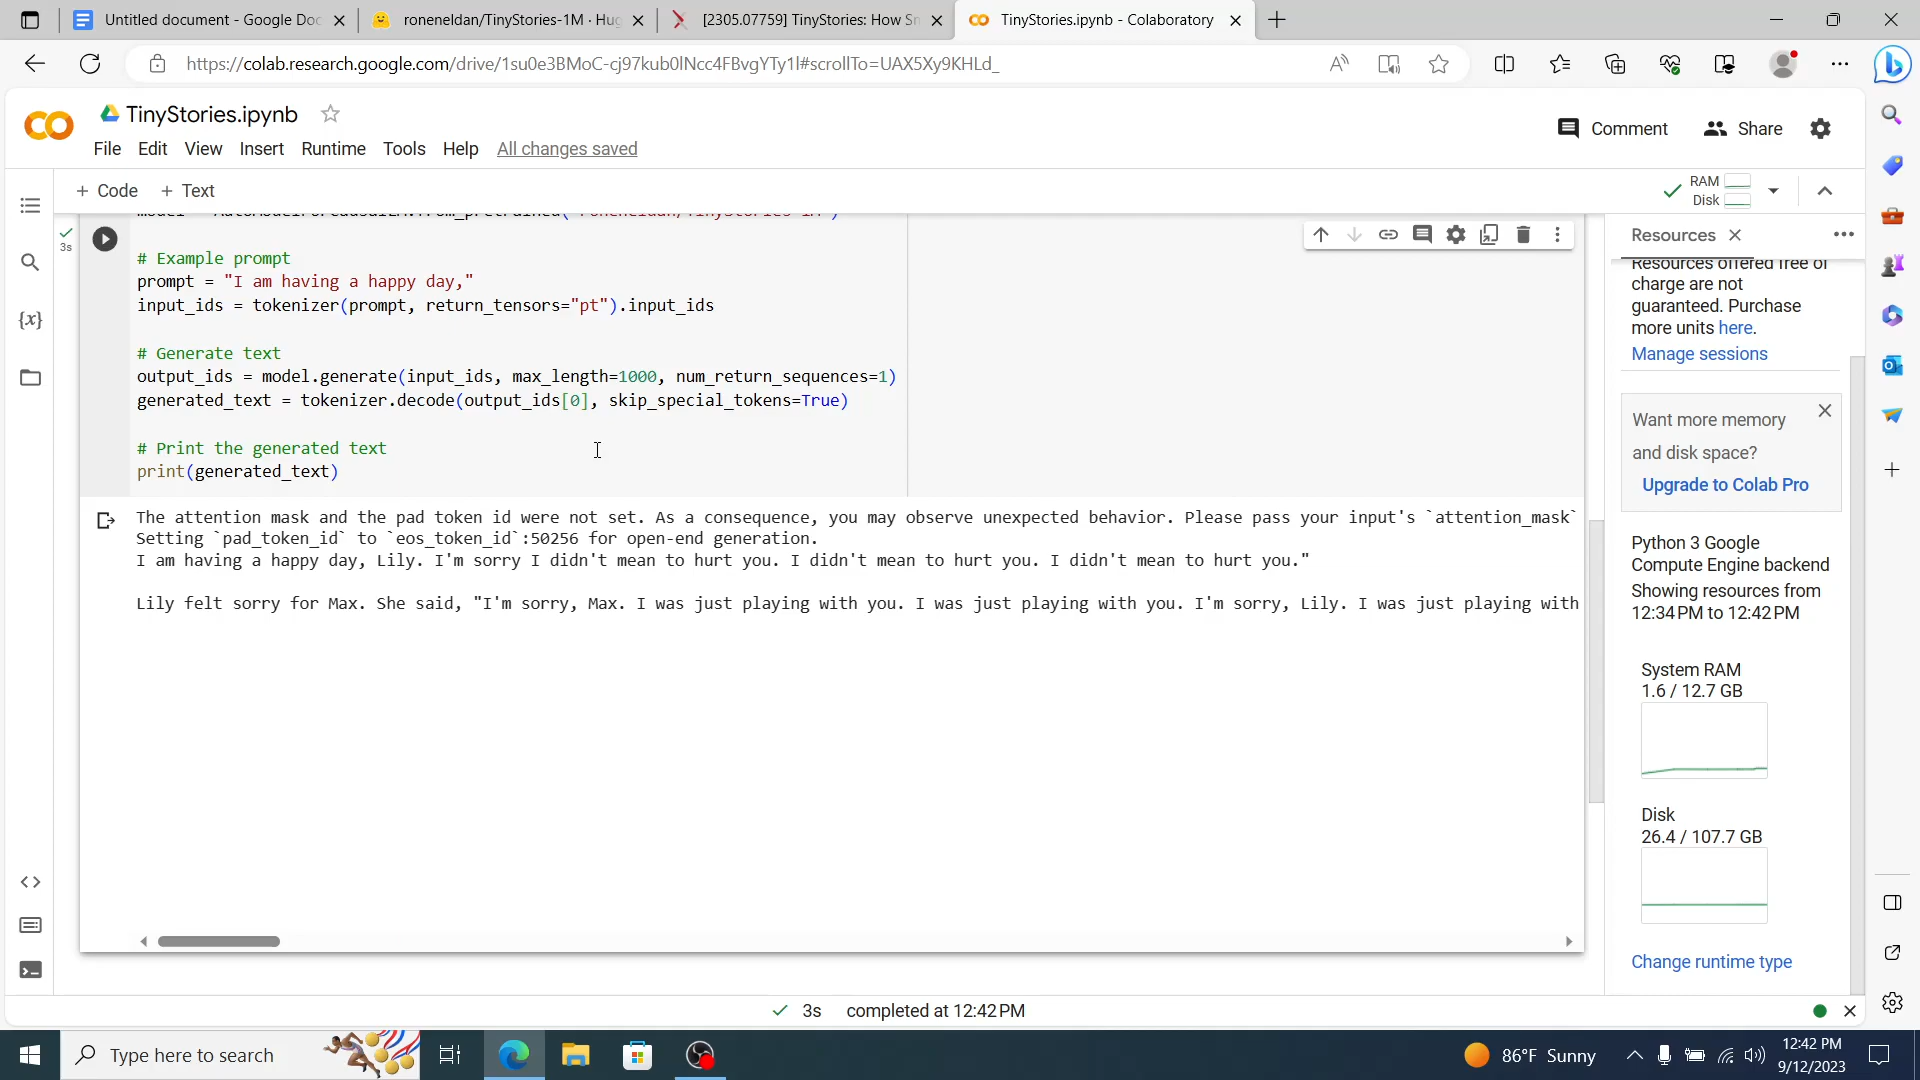 Untitled document - Google Doc
roneneldan/TinyStories-1M · Hug
[2305.07759] TinyStories: How Sm
TinyStories.ipynb - Colaboratory
https://colab.research.google.com/drive/1su0e3BMoC-cj97kub0lNcc4FBvgYTy1l#scrollTo=UAX5Xy9KHLd_
TinyStories.ipynb
File Edit View Insert Runtime Tools Help All changes saved
Comment Share
+ Code + Text
RAM
Disk
3s
model = AutoModelForCausalLM.from_pretrained("roneneldan/TinyStories-1M")
# Example prompt
prompt = "I am having a happy day,"
input_ids = tokenizer(prompt, return_tensors="pt").input_ids
# Generate text
output_ids = model.generate(input_ids, max_length=1000, num_return_sequences=1)
generated_text = tokenizer.decode(output_ids[0], skip_special_tokens=True)
# Print the generated text
print(generated_text)
The attention mask and the pad token id were not set. As a consequence, you may observe unexpected behavior. Please pass your input's `attention_mask`
Setting `pad_token_id` to `eos_token_id`:50256 for open-end generation.
I am having a happy day, Lily. I'm sorry I didn't mean to hurt you. I didn't mean to hurt you. I didn't mean to hurt you."
Lily felt sorry for Max. She said, "I'm sorry, Max. I was just playing with you. I was just playing with you. I'm sorry, Lily. I was just playing with
Resources
Resources offered free of
charge are not
guaranteed. Purchase
more units here.
Manage sessions
Want more memory
and disk space?
Upgrade to Colab Pro
Python 3 Google
Compute Engine backend
Showing resources from
12:34 PM to 12:42 PM
System RAM
1.6 / 12.7 GB
Disk
26.4 / 107.7 GB
Change runtime type
3s completed at 12:42 PM
Type here to search
86°F Sunny
12:42 PM
9/12/2023